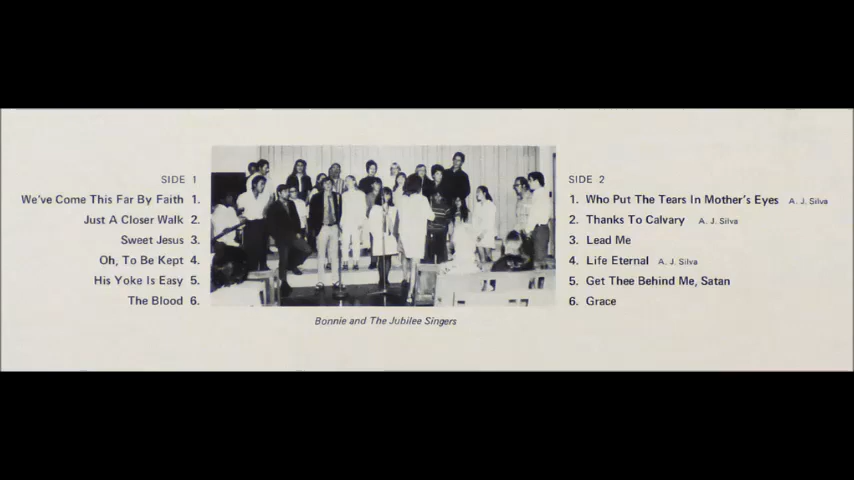 SIDE 1
We've Come This Far By Faith 1.
Just A Closer Walk 2.
Sweet Jesus 3.
Oh, To Be Kept 4.
His Yoke Is Easy 5.
The Blood 6.
Bonnie and The Jubilee Singers
SIDE 2
1. Who Put The Tears In Mother's Eyes A. J. Silva
2. Thanks To Calvary A. J. Silva
3. Lead Me
4. Life Eternal A. J. Silva
5. Get Thee Behind Me, Satan
6. Grace